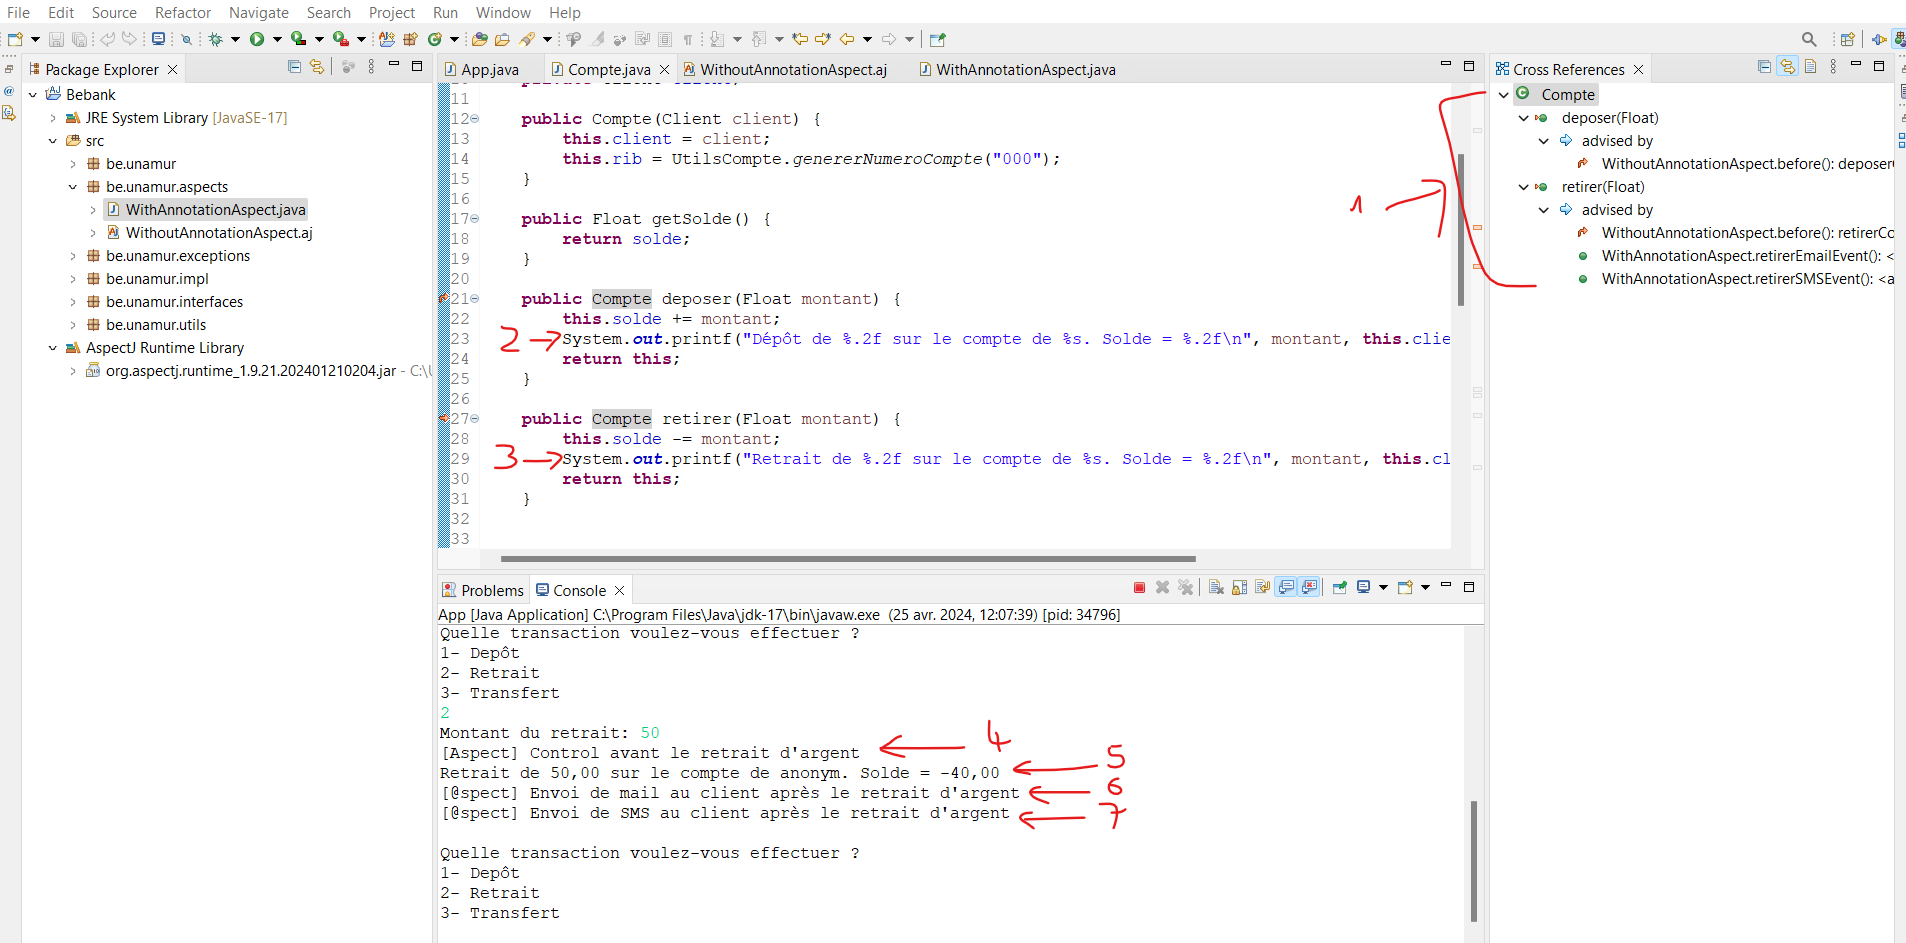 File Edit Source Refactor Navigate Search Project Run Window Help
Package Explorer
Bebank
JRE System Library [JavaSE-17]
src
be.unamur
be.unamur.aspects
WithAnnotationAspect.java
WithoutAnnotationAspect.aj
be.unamur.exceptions
be.unamur.impl
be.unamur.interfaces
be.unamur.utils
AspectJ Runtime Library
org.aspectj.runtime_1.9.21.202401210204.jar - C:\U
App.java Compte.java WithoutAnnotationAspect.aj WithAnnotationAspect.java
11
12 public Compte(Client client) {
13 this.client = client;
14 this.rib = UtilsCompte.genererNumeroCompte("000");
15 }
16
17 public Float getSolde() {
18 return solde;
19 }
20
21 public Compte deposer(Float montant) {
22 this.solde += montant;
2 23 System.out.printf("Dépôt de %.2f sur le compte de %s. Solde = %.2f\n", montant, this.clie
24 return this;
25 }
26
27 public Compte retirer(Float montant) {
28 this.solde -= montant;
3 29 System.out.printf("Retrait de %.2f sur le compte de %s. Solde = %.2f\n", montant, this.cl
30 return this;
31 }
32
33
1
Cross References
Compte
deposer(Float)
advised by
WithoutAnnotationAspect.before(): deposer
retirer(Float)
advised by
WithoutAnnotationAspect.before(): retirerCo
WithAnnotationAspect.retirerEmailEvent(): <
WithAnnotationAspect.retirerSMSEvent(): <a
Problems Console
App [Java Application] C:\Program Files\Java\jdk-17\bin\javaw.exe (25 avr. 2024, 12:07:39) [pid: 34796]
Quelle transaction voulez-vous effectuer ?
1- Depôt
2- Retrait
3- Transfert
2
Montant du retrait: 50
[Aspect] Control avant le retrait d'argent 4
Retrait de 50,00 sur le compte de anonym. Solde = -40,00 5
[@spect] Envoi de mail au client après le retrait d'argent 6
[@spect] Envoi de SMS au client après le retrait d'argent 7
Quelle transaction voulez-vous effectuer ?
1- Depôt
2- Retrait
3- Transfert